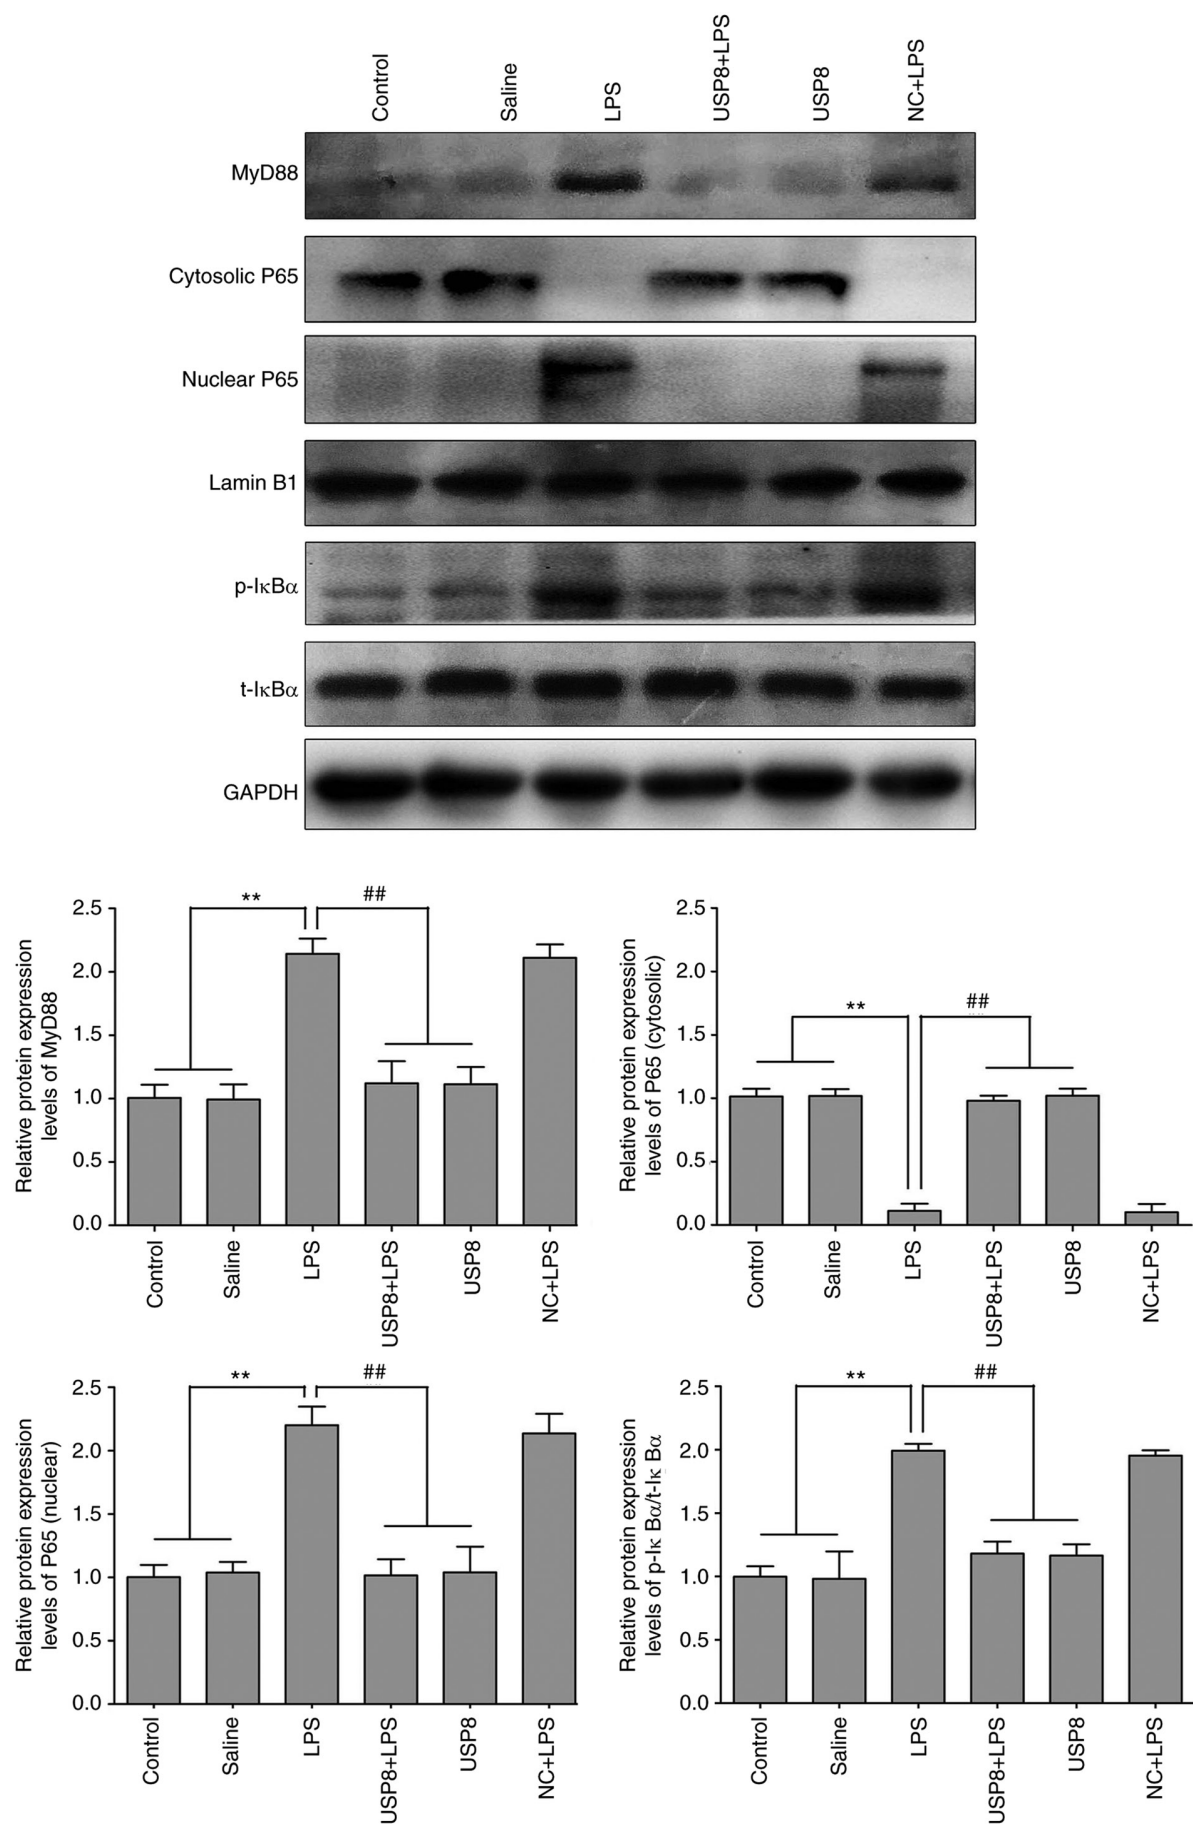 Control
Saline
LPS
USP8+LPS
USP8
NC+LPS
MyD88
Cytosolic P65
Nuclear P65
Lamin B1
p-IκBα
t-IκBα
GAPDH
Relative protein expression
levels of MyD88
2.5
2.0
1.5
1.0
0.5
0.0
**
##
Control
Saline
LPS
USP8+LPS
USP8
NC+LPS
Relative protein expression
levels of P65 (cytosolic)
2.5
2.0
1.5
1.0
0.5
0.0
**
##
Control
Saline
LPS
USP8+LPS
USP8
NC+LPS
Relative protein expression
levels of P65 (nuclear)
2.5
2.0
1.5
1.0
0.5
0.0
**
##
Control
Saline
LPS
USP8+LPS
USP8
NC+LPS
Relative protein expression
levels of p-Iκ Bα/t-Iκ Bα
2.5
2.0
1.5
1.0
0.5
0.0
**
##
Control
Saline
LPS
USP8+LPS
USP8
NC+LPS